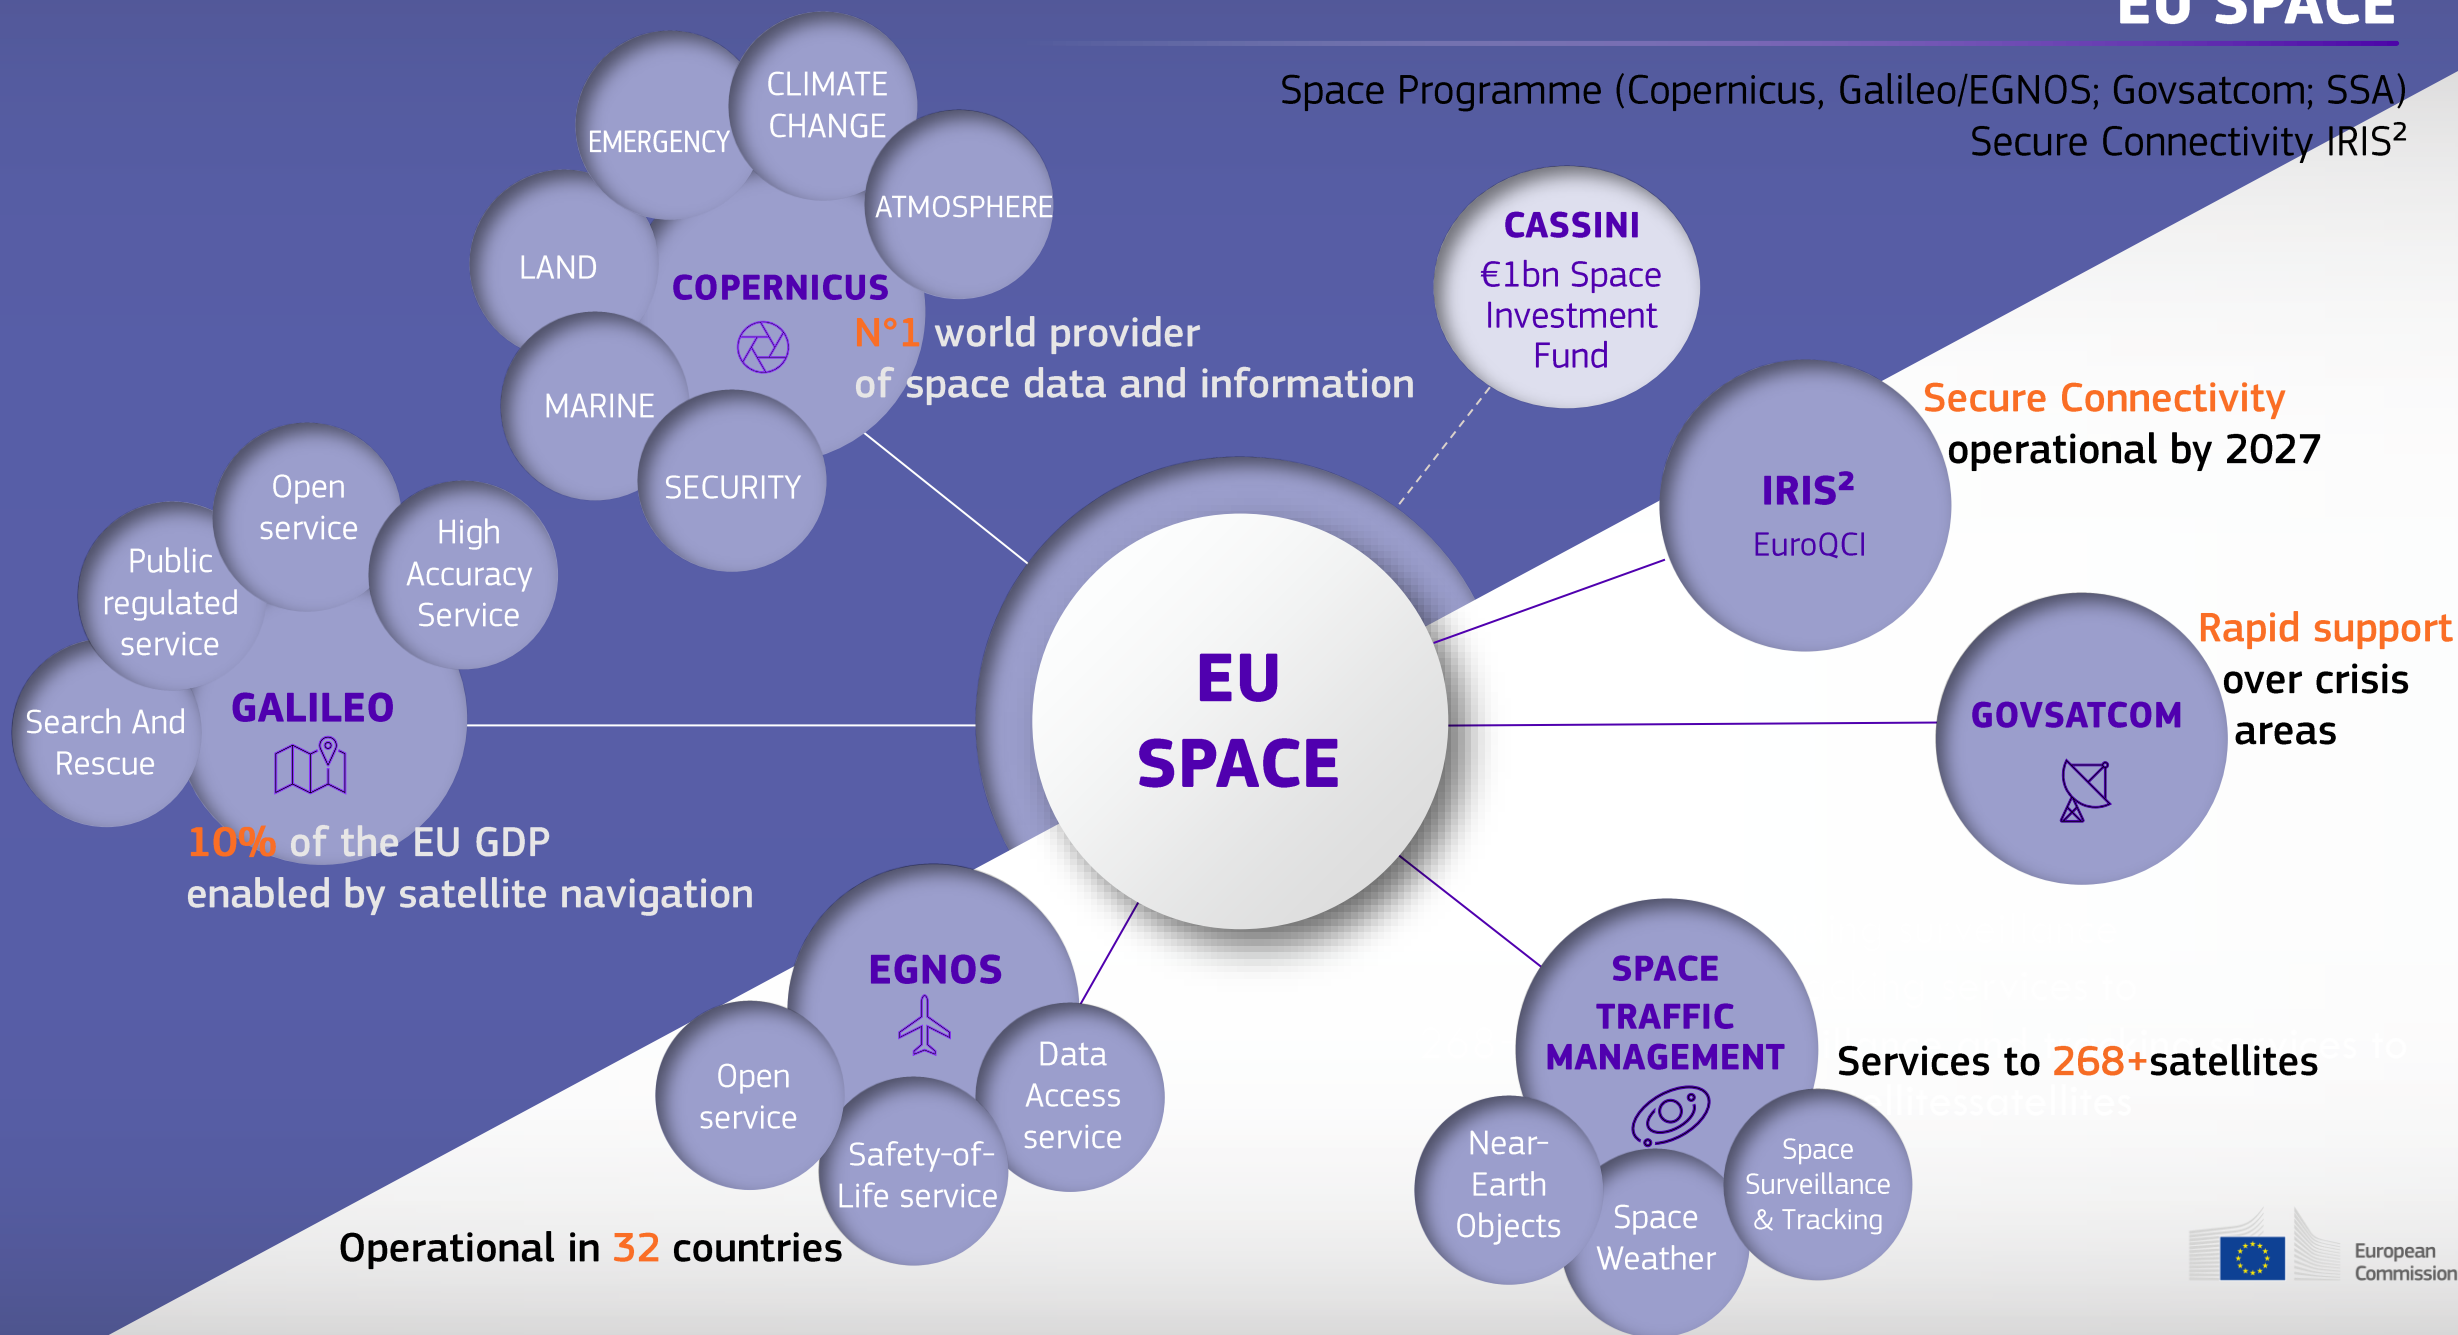 EU SPACE
Space Programme (Copernicus, Galileo/EGNOS; Govsatcom; SSA)
Secure Connectivity IRIS²
CLIMATE
CHANGE
EMERGENCY
ATMOSPHERE
LAND
COPERNICUS
MARINE
SECURITY
N°1 world provider
of space data and information
CASSINI
€1bn Space
Investment
Fund
IRIS²
EuroQCI
Secure Connectivity
operational by 2027
Open
service
High
Accuracy
Service
Public
regulated
service
Search And
Rescue
GALILEO
10% of the EU GDP
enabled by satellite navigation
EU
SPACE
GOVSATCOM
Rapid support
over crisis
areas
EGNOS
Open
service
Safety-of-
Life service
Data
Access
service
Operational in 32 countries
SPACE
TRAFFIC
MANAGEMENT
Services to 268+satellites
Near-
Earth
Objects
Space
Weather
Space
Surveillance
& Tracking
European
Commission